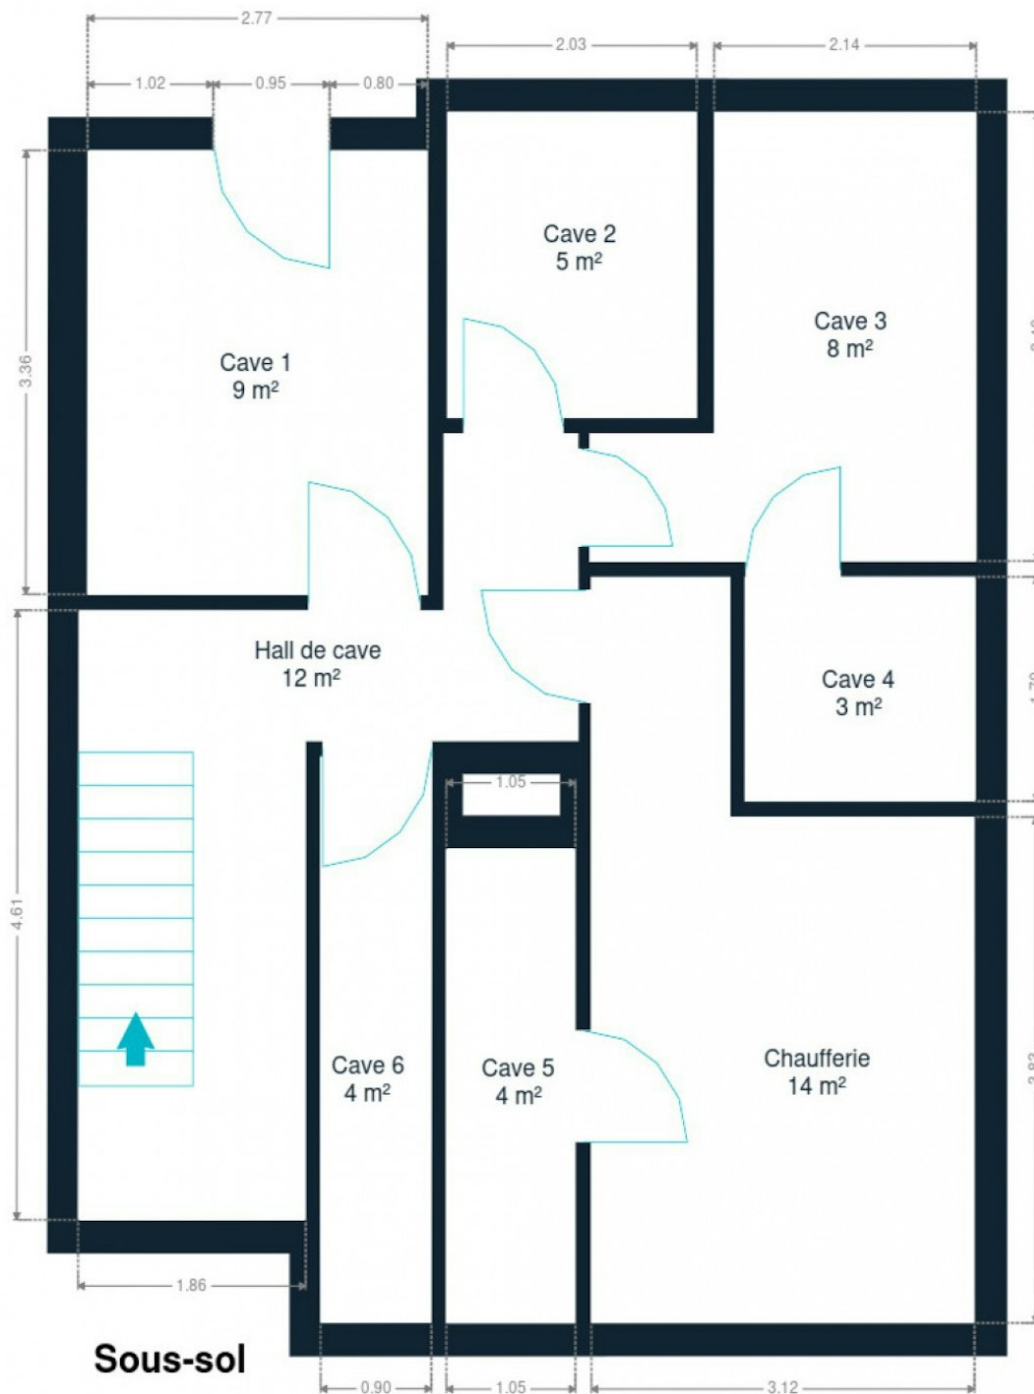 2.77
2.03
2.14
1.02
0.95
0.80
Cave 2
5 m²
Cave 3
8 m²
3.36
Cave 1
9 m²
Hall de cave
12 m²
Cave 4
3 m²
1.05
4.61
Cave 6
4 m²
Cave 5
4 m²
Chaufferie
14 m²
1.86
Sous-sol
0.90
1.05
3.12